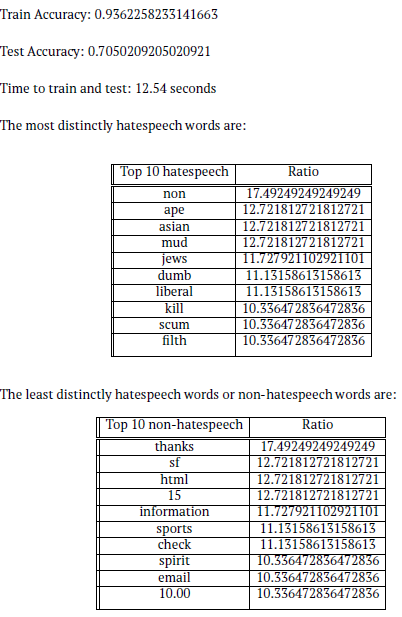 Train Accuracy: 0.9362258233141663
Test Accuracy: 0.7050209205020921
Time to train and test: 12.54 seconds
The most distinctly hatespeech words are:
Top 10 hatespeech Ratio
non 17.49249249249249
ape 12.721812721812721
asian 12.721812721812721
mud 12.721812721812721
jews 11.727921102921101
dumb 11.13158613158613
liberal 11.13158613158613
kill 10.336472836472836
scum 10.336472836472836
filth 10.336472836472836
The least distinctly hatespeech words or non-hatespeech words are:
Top 10 non-hatespeech Ratio
thanks 17.49249249249249
sf 12.721812721812721
html 12.721812721812721
15 12.721812721812721
information 11.727921102921101
sports 11.13158613158613
check 11.13158613158613
spirit 10.336472836472836
email 10.336472836472836
10.00 10.336472836472836